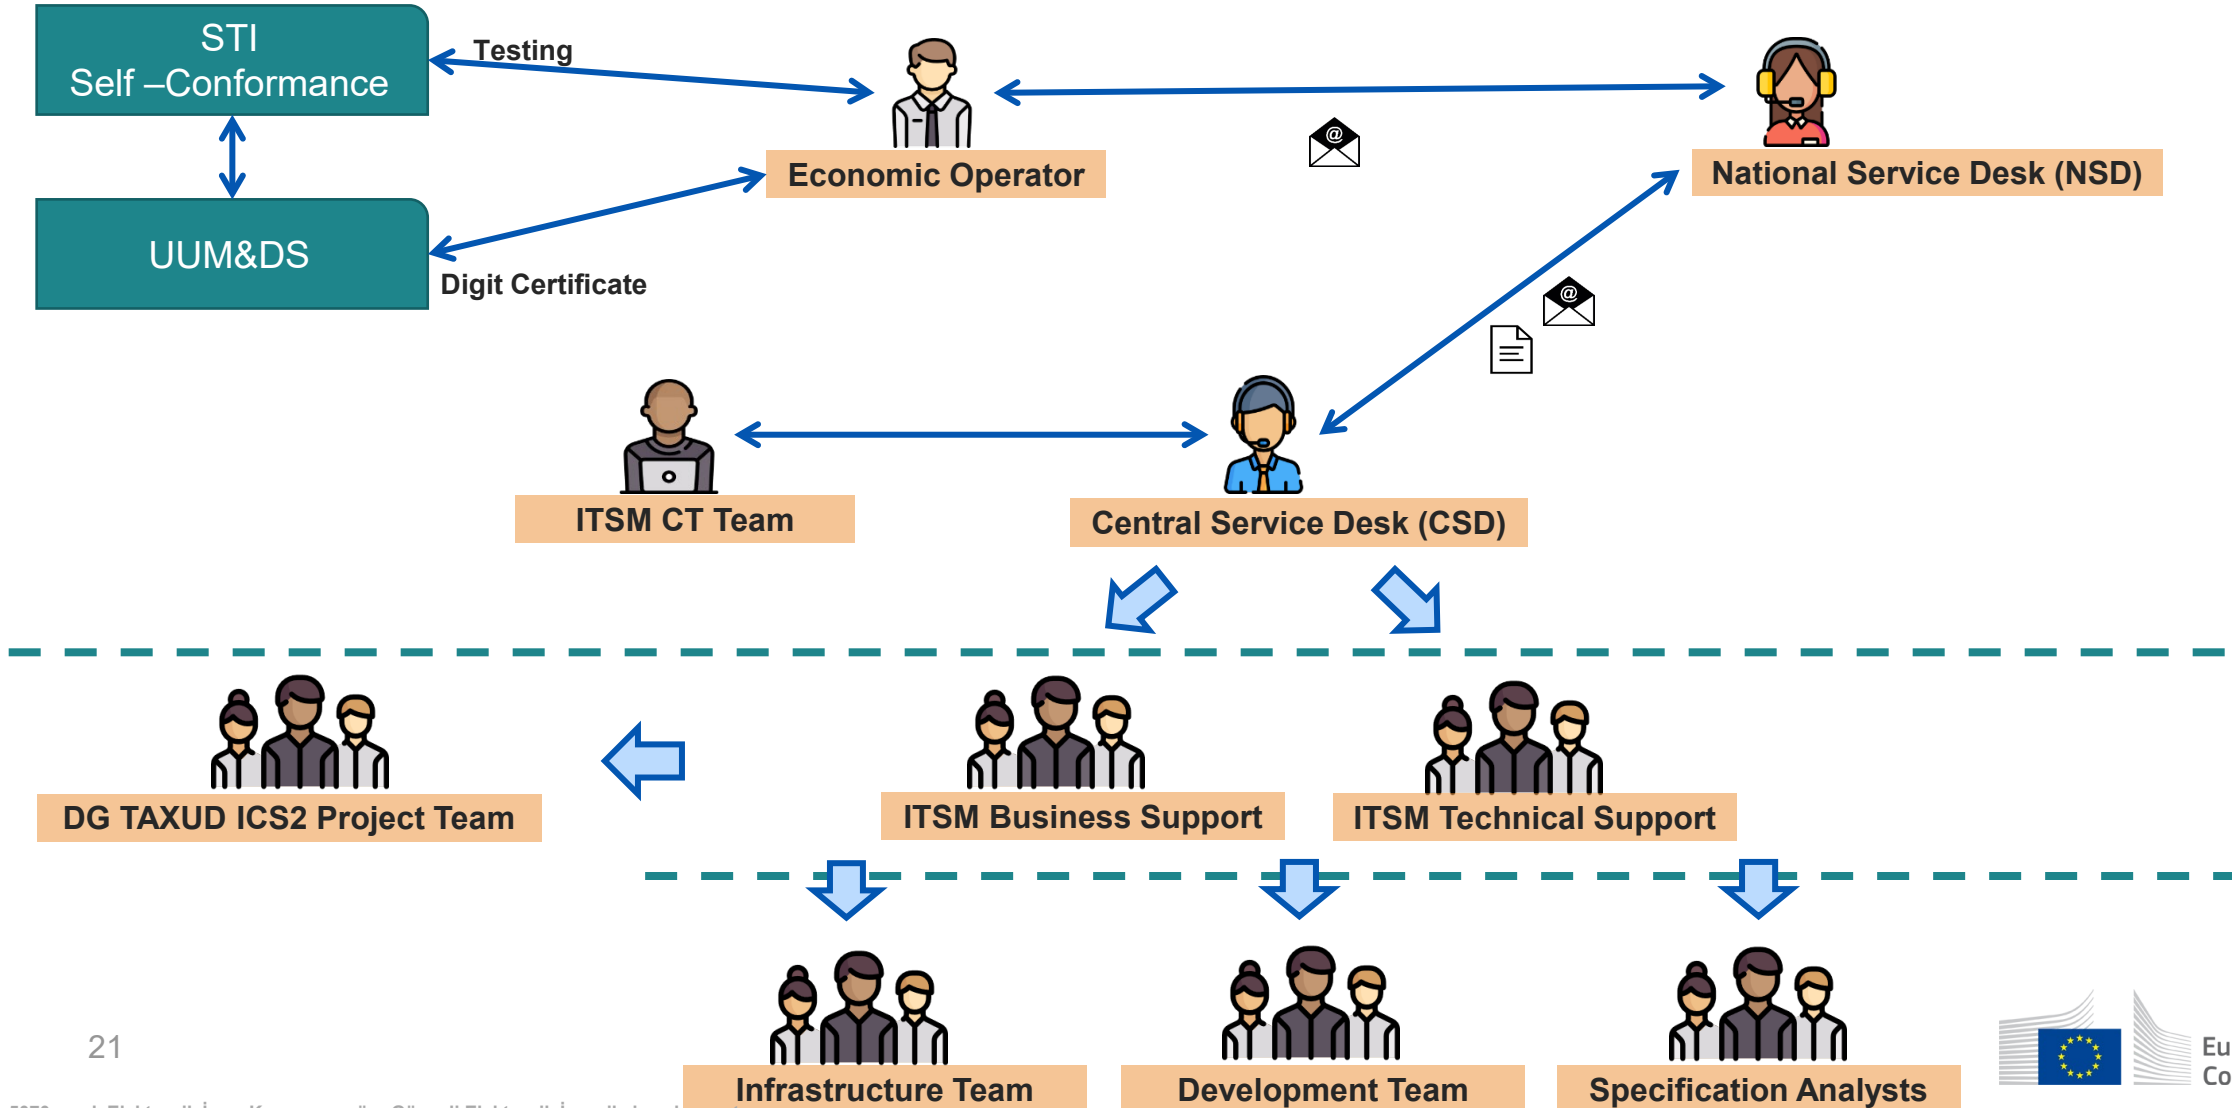 STI
Self –Conformance
Testing
Economic Operator
National Service Desk (NSD)
UUM&DS
Digit Certificate
@
@
ITSM CT Team
Central Service Desk (CSD)
DG TAXUD ICS2 Project Team
ITSM Business Support
ITSM Technical Support
21
Infrastructure Team
Development Team
Specification Analysts
Eu
Co